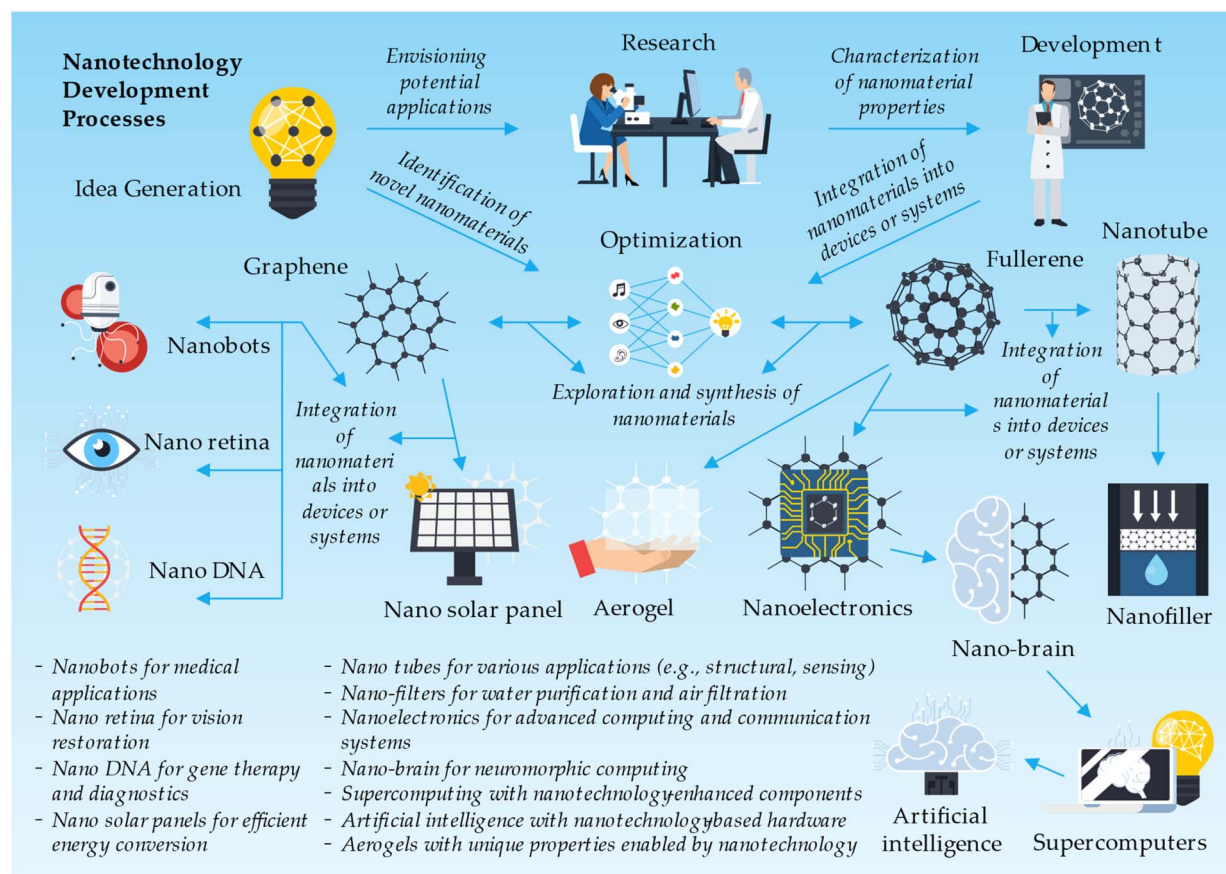 Nanotechnology
Development
Processes
Idea Generation
Envisioning
potential
applications
Research
Characterization
of nanomaterial
properties
Development
Identification of
novel nanomaterials
Optimization
Integration of
nanomaterials into
devices or systems
Graphene
Fullerene
Nanotube
Nanobots
Exploration and synthesis of
nanomaterials
Integration
of
nanomaterial
s into devices
or systems
Nano retina
Integration
of
nanomateri
als into
devices or
systems
Nano DNA
Nano solar panel
Aerogel
Nanoelectronics
Nano-brain
Nanofiller
- Nanobots for medical
applications
- Nano retina for vision
restoration
- Nano DNA for gene therapy
and diagnostics
- Nano solar panels for efficient
energy conversion
- Nano tubes for various applications (e.g., structural, sensing)
- Nano-filters for water purification and air filtration
- Nanoelectronics for advanced computing and communication
systems
- Nano-brain for neuromorphic computing
- Supercomputing with nanotechnology-enhanced components
- Artificial intelligence with nanotechnology-based hardware
- Aerogels with unique properties enabled by nanotechnology
Artificial
intelligence
Supercomputers